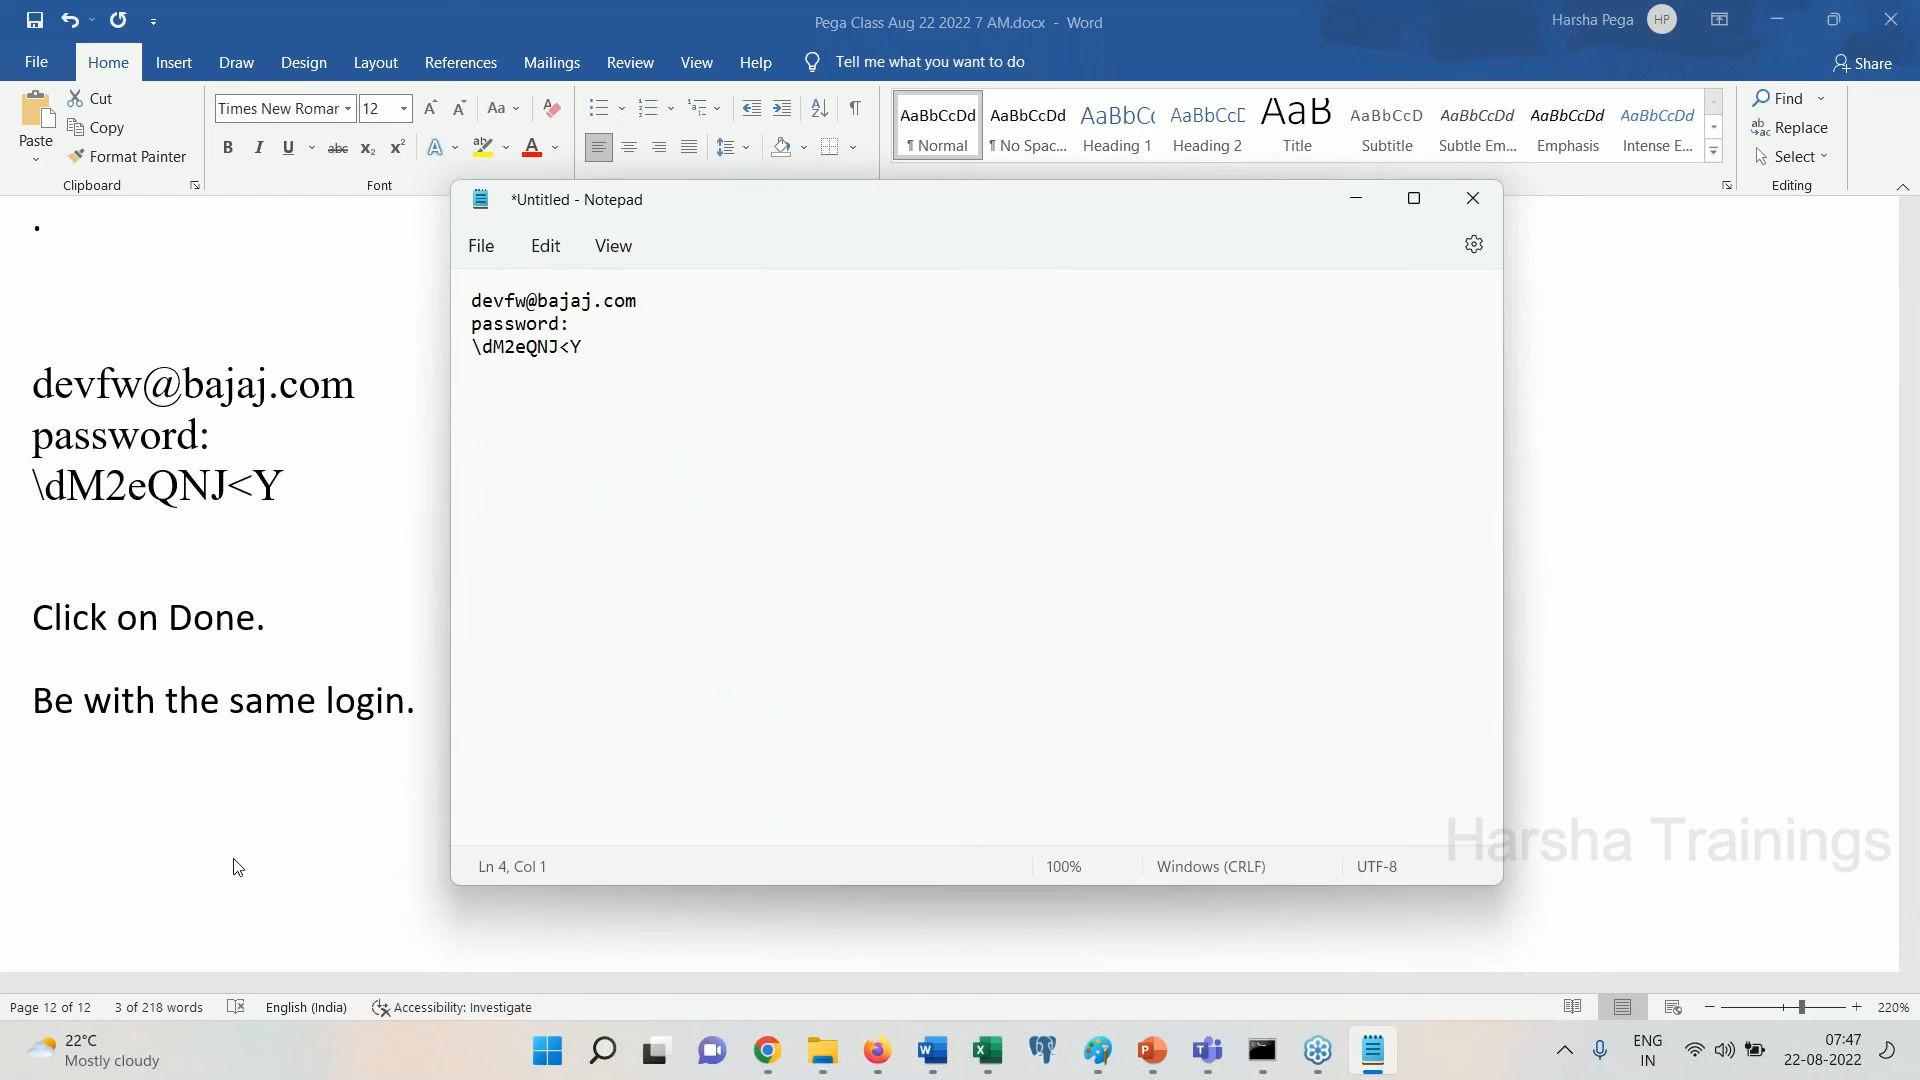 Pega Class Aug 22 2022 7 AM.docx - Word
Harsha Pega HP
File Home Insert Draw Design Layout References Mailings Review View Help Tell me what you want to do Share
Paste Cut
Copy
Format Painter
Clipboard
Times New Romar 12 Aa
B I U abc x₂ x² A A
Font
AaBbCcDd ¶ Normal
AaBbCcDd ¶ No Spac...
AaBbCc Heading 1
AaBbCcD Heading 2
AaB Title
AaBbCcD Subtitle
AaBbCcDd Subtle Em...
AaBbCcDd Emphasis
AaBbCcDd Intense E...
Find
Replace
Select
Editing
.
devfw@bajaj.com
password:
\dM2eQNJ<Y
Click on Done.
Be with the same login.
*Untitled - Notepad
File Edit View
devfw@bajaj.com
password:
\dM2eQNJ<Y
Ln 4, Col 1 100% Windows (CRLF) UTF-8
Harsha Trainings
Page 12 of 12 3 of 218 words English (India) Accessibility: Investigate 220%
22°C
Mostly cloudy
ENG
IN
07:47
22-08-2022